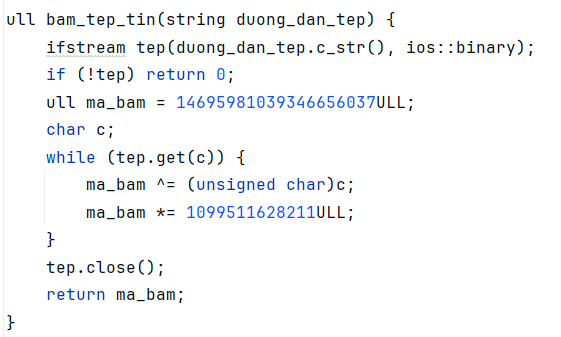 ull bam_tep_tin(string duong_dan_tep) {
    ifstream tep(duong_dan_tep.c_str(), ios::binary);
    if (!tep) return 0;
    ull ma_bam = 14695981039346656037ULL;
    char c;
    while (tep.get(c)) {
        ma_bam ^= (unsigned char)c;
        ma_bam *= 1099511628211ULL;
    }
    tep.close();
    return ma_bam;
}